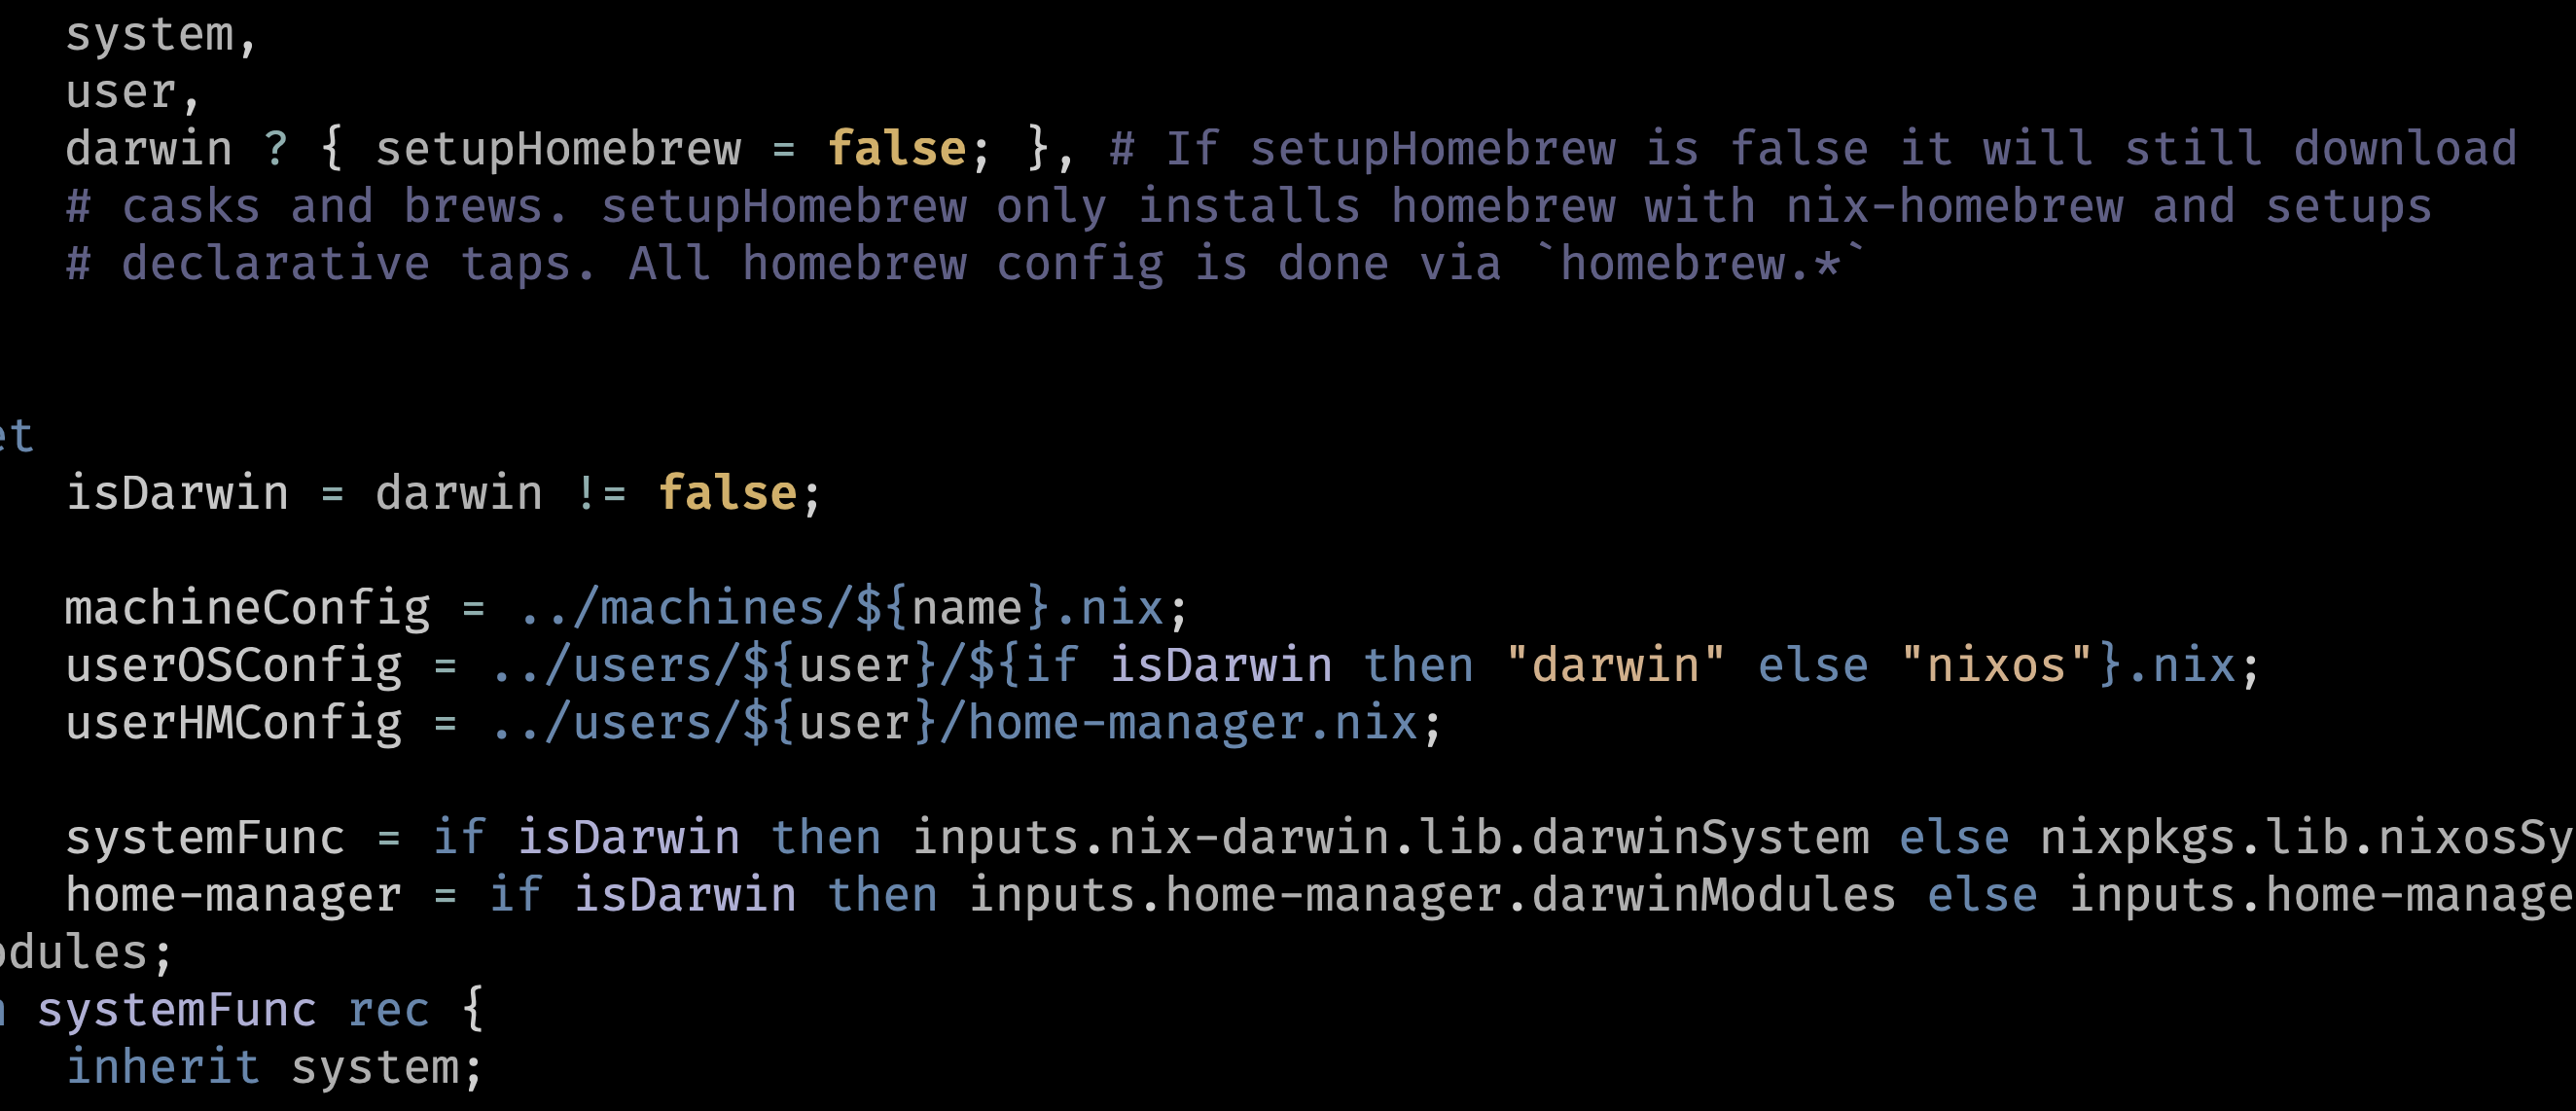 system,
user,
darwin ? { setupHomebrew = false; }, # If setupHomebrew is false it will still download
# casks and brews. setupHomebrew only installs homebrew with nix-homebrew and setups
# declarative taps. All homebrew config is done via `homebrew.*`
et
isDarwin = darwin != false;
machineConfig = ../machines/${name}.nix;
userOSConfig = ../users/${user}/${if isDarwin then "darwin" else "nixos"}.nix;
userHMConfig = ../users/${user}/home-manager.nix;
systemFunc = if isDarwin then inputs.nix-darwin.lib.darwinSystem else nixpkgs.lib.nixosSy
home-manager = if isDarwin then inputs.home-manager.darwinModules else inputs.home-manage
odules;
systemFunc rec {
inherit system;